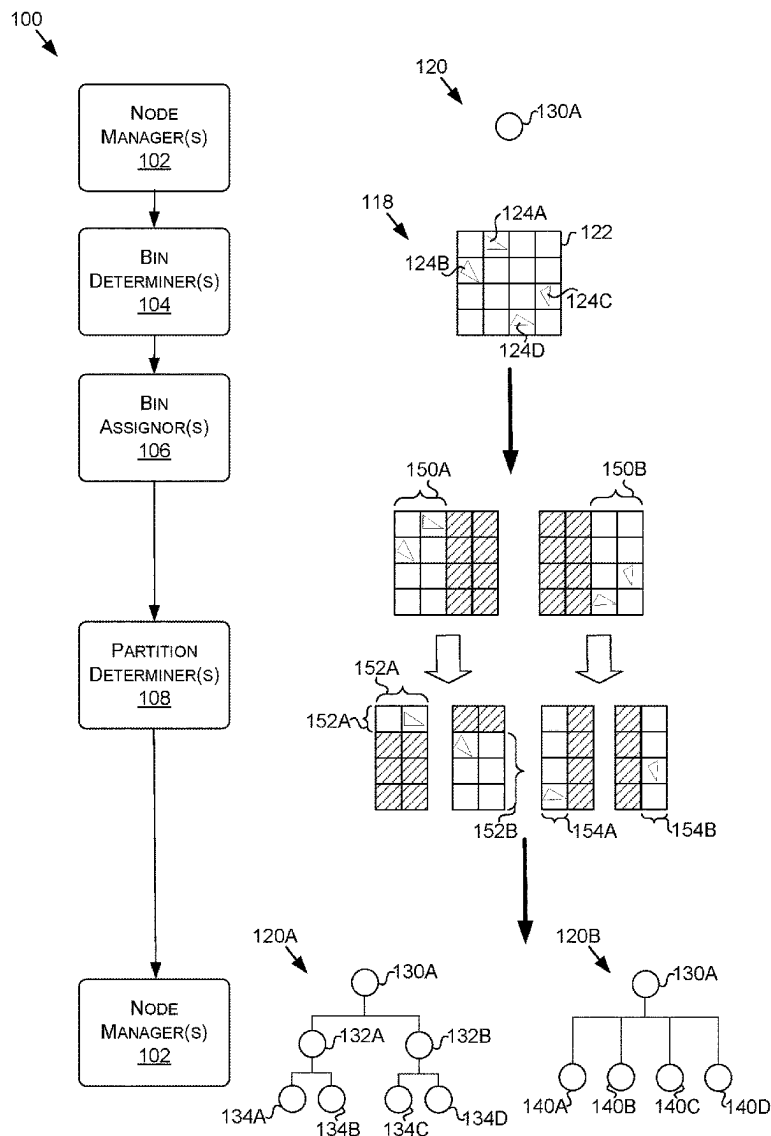 100
NODE
MANAGER(S)
102
120
130A
BIN
DETERMINER(S)
104
118
124A
122
124B
124C
124D
BIN
ASSIGNOR(S)
106
150A
150B
PARTITION
DETERMINER(S)
108
152A
152A
152B
154A
154B
NODE
MANAGER(S)
102
120A
130A
132A
132B
134A
134B
134C
134D
120B
130A
140A
140B
140C
140D